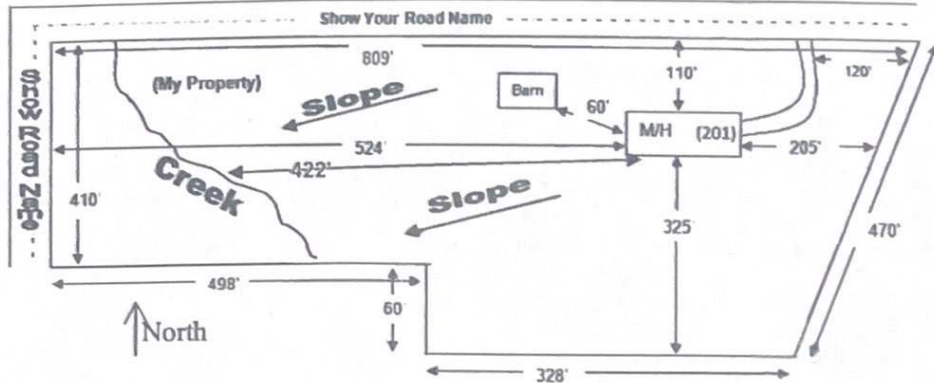 Show Your Road Name
Show Road Name
809'
(My Property)
Slope
Barn
110'
120'
60'
M/H (201)
524'
205'
422'
Creek
410'
Slope
325'
470'
498'
60'
North
328'